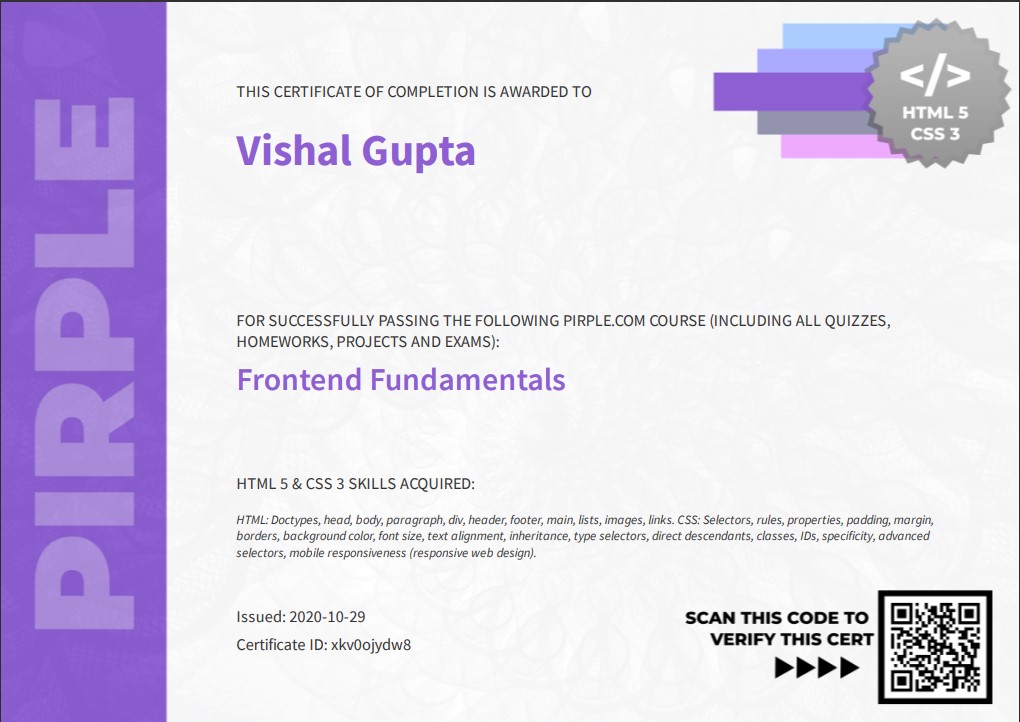 PIRPLE
</>
HTML 5
CSS 3
THIS CERTIFICATE OF COMPLETION IS AWARDED TO
Vishal Gupta
FOR SUCCESSFULLY PASSING THE FOLLOWING PIRPLE.COM COURSE (INCLUDING ALL QUIZZES,
HOMEWORKS, PROJECTS AND EXAMS):
Frontend Fundamentals
HTML 5 & CSS 3 SKILLS ACQUIRED:
HTML: Doctypes, head, body, paragraph, div, header, footer, main, lists, images, links. CSS: Selectors, rules, properties, padding, margin,
borders, background color, font size, text alignment, inheritance, type selectors, direct descendants, classes, IDs, specificity, advanced
selectors, mobile responsiveness (responsive web design).
Issued: 2020-10-29
Certificate ID: xkv0ojydw8
SCAN THIS CODE TO
VERIFY THIS CERT